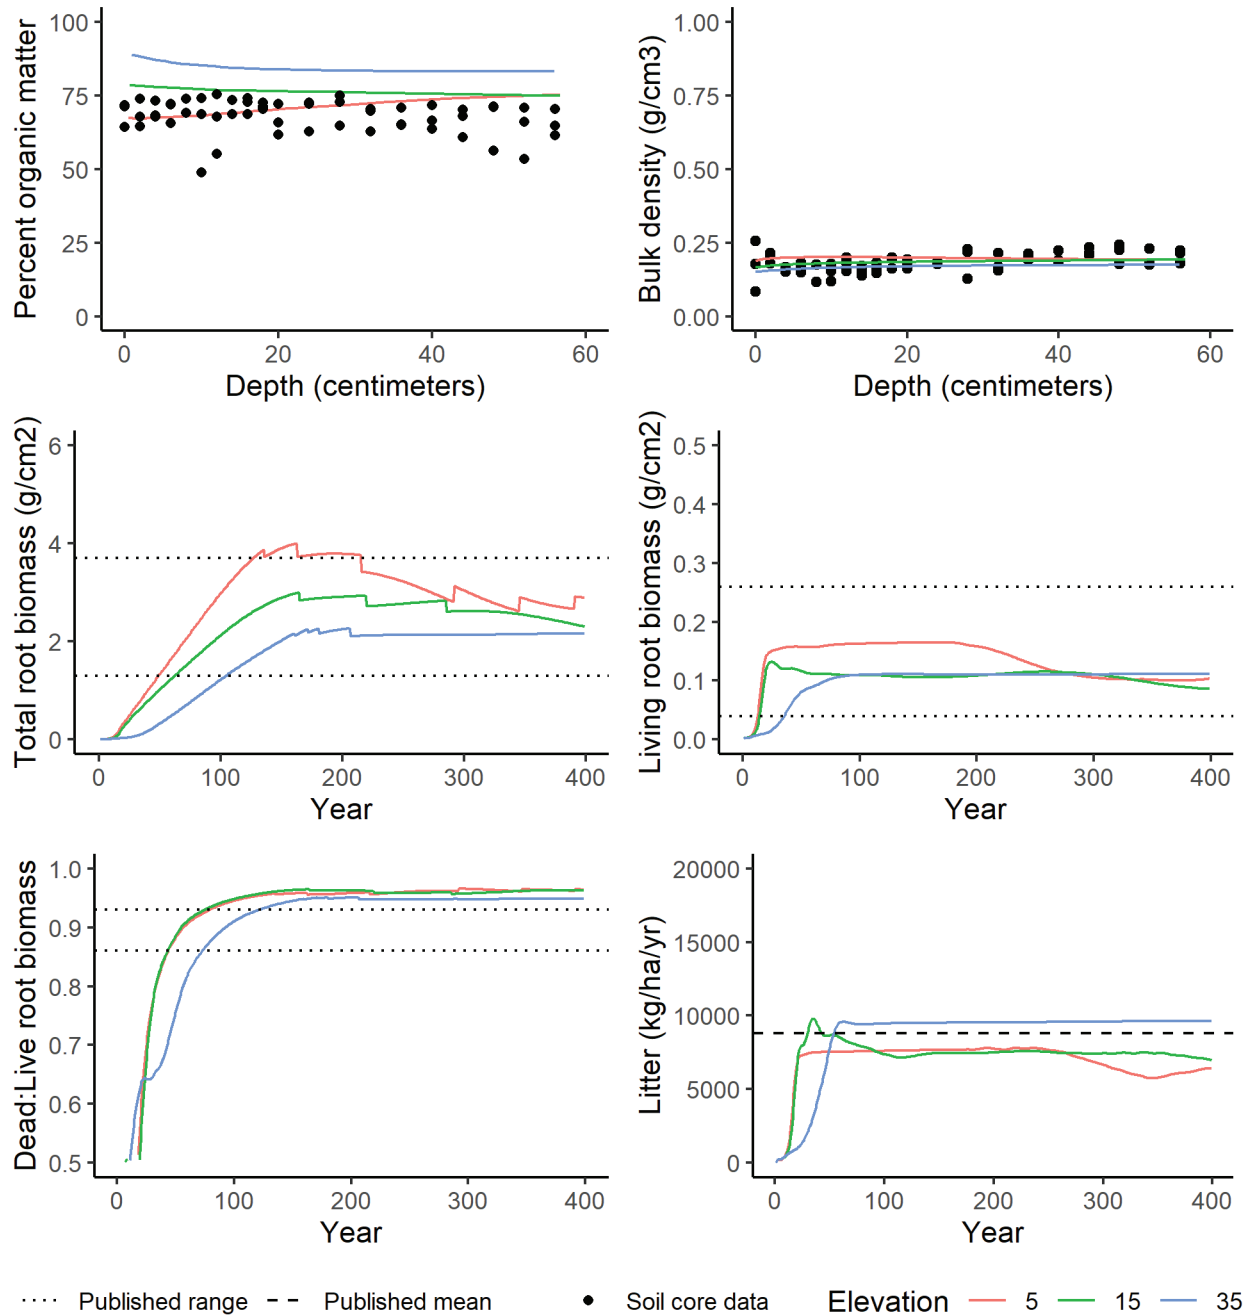 Percent organic matter
100
75
50
25
0
0 20 40 60
Depth (centimeters)
Bulk density (g/cm3)
1.00
0.75
0.50
0.25
0.00
0 20 40 60
Depth (centimeters)
Total root biomass (g/cm2)
6
4
2
0
0 100 200 300 400
Year
Living root biomass (g/cm2)
0.5
0.4
0.3
0.2
0.1
0.0
0 100 200 300 400
Year
Dead:Live root biomass
1.0
0.9
0.8
0.7
0.6
0.5
0 100 200 300 400
Year
Litter (kg/ha/yr)
20000
15000
10000
5000
0
0 100 200 300 400
Year
Published range Published mean Soil core data Elevation 5 15 35